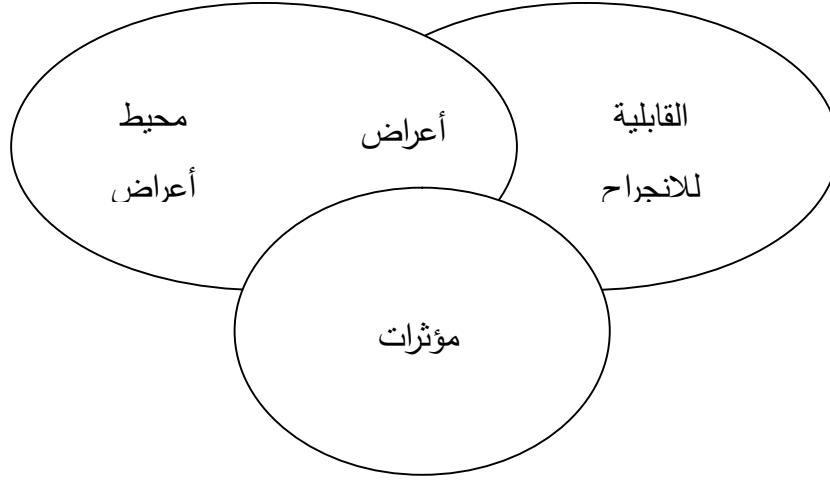 القابلية
للانجراح
أعراض
محيط
أعراض
مؤثرات